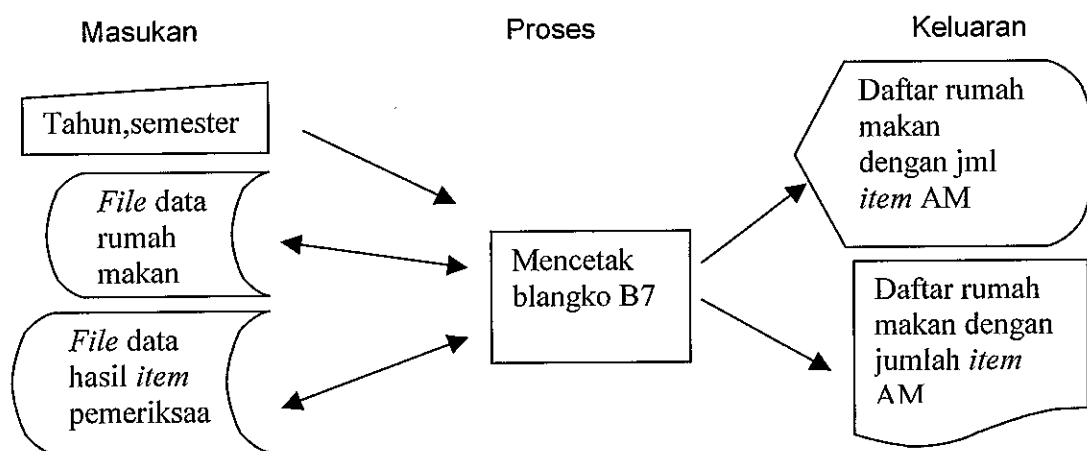 Masukan
Proses
Keluaran
Tahun,semester
File data
rumah
makan
File data
hasil item
pemeriksaa
Mencetak
blangko B7
Daftar rumah
makan
dengan jml
item AM
Daftar rumah
makan dengan
jumlah item
AM